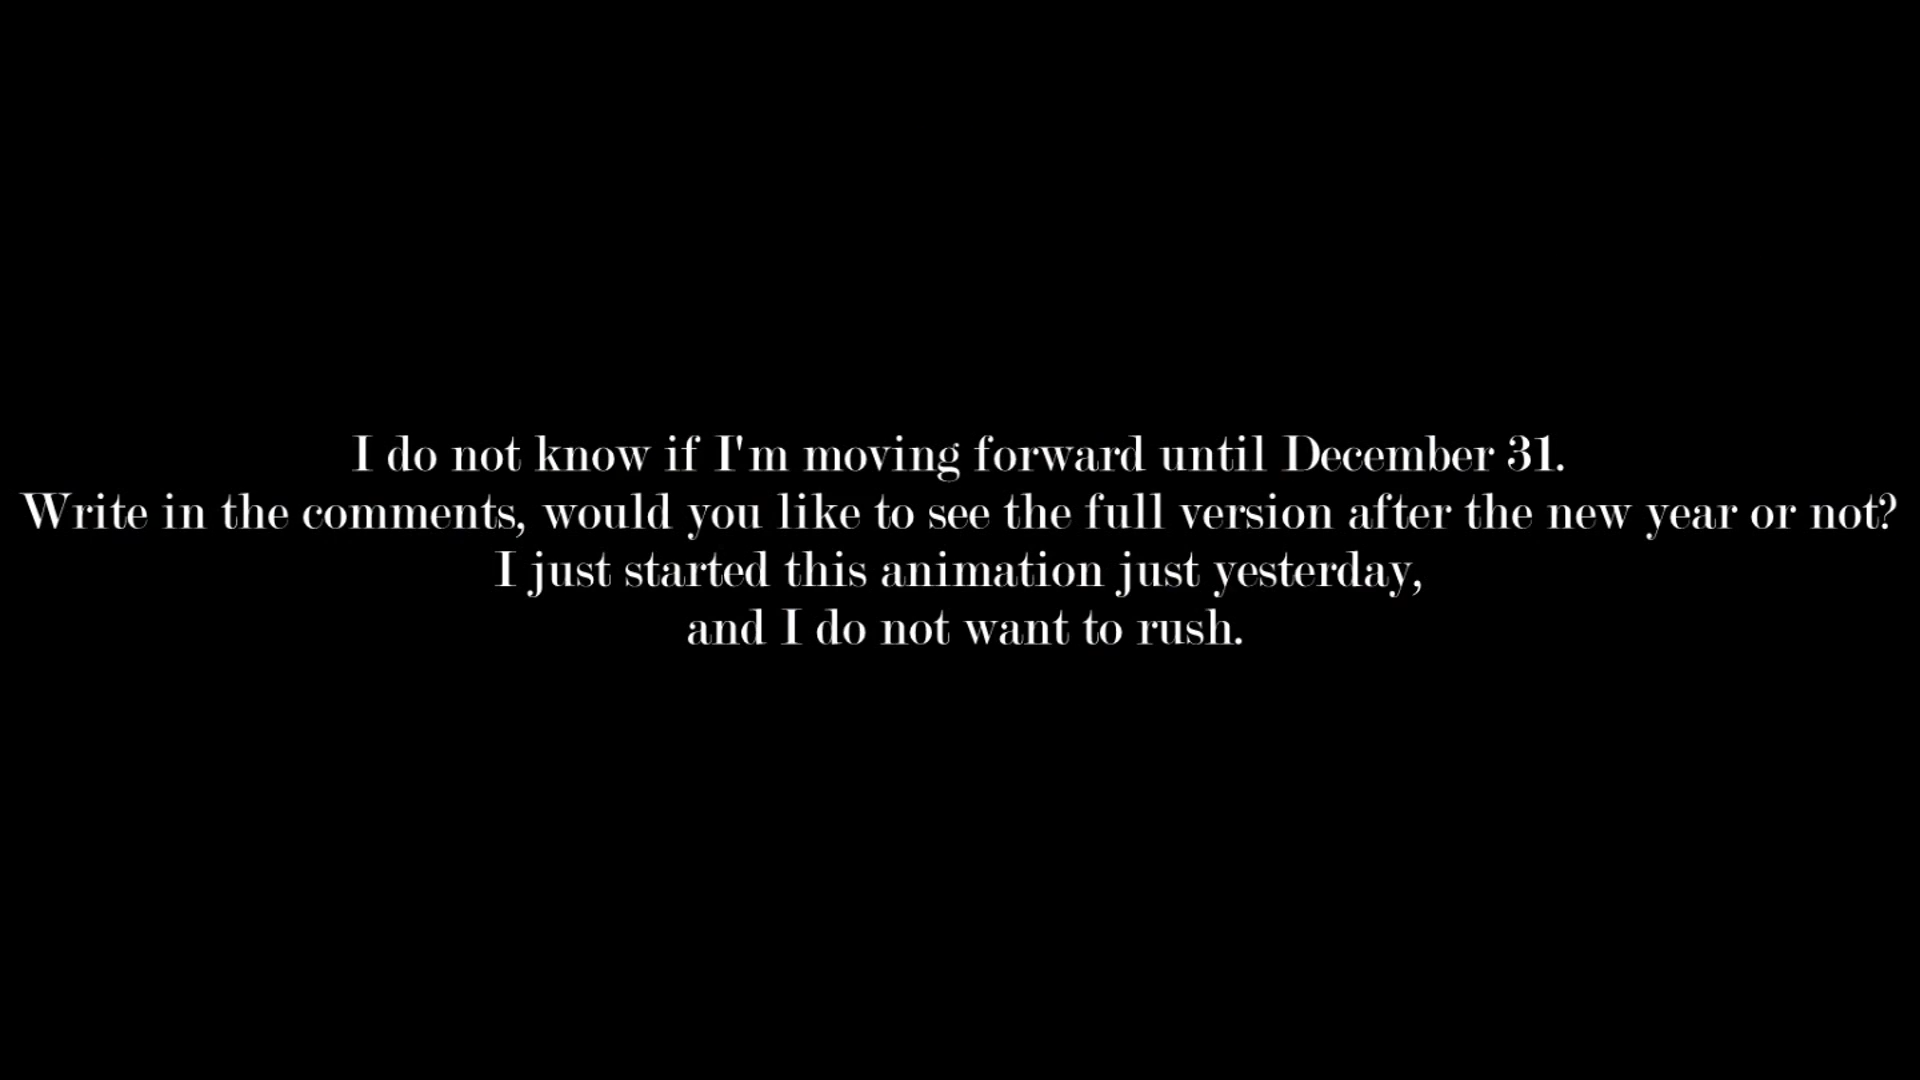 I do not know if I'm moving forward until December 31.
Write in the comments, would you like to see the full version after the new year or not?
I just started this animation just yesterday,
and I do not want to rush.